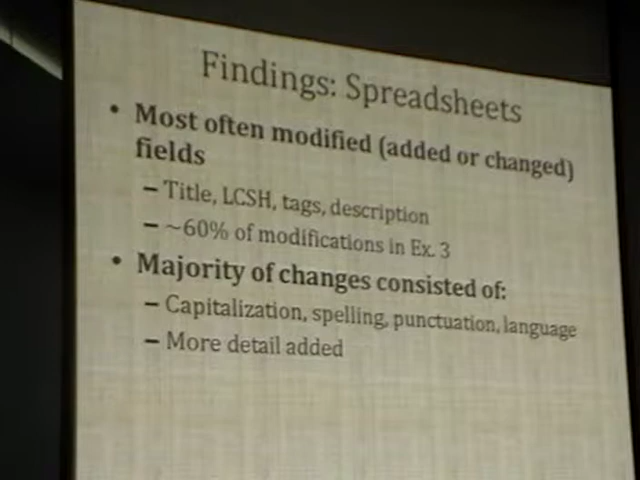 Findings: Spreadsheets
• Most often modified (added or changed)
fields
– Title, LCSH, tags, description
– ~60% of modifications in Ex. 3
• Majority of changes consisted of:
– Capitalization, spelling, punctuation, language
– More detail added